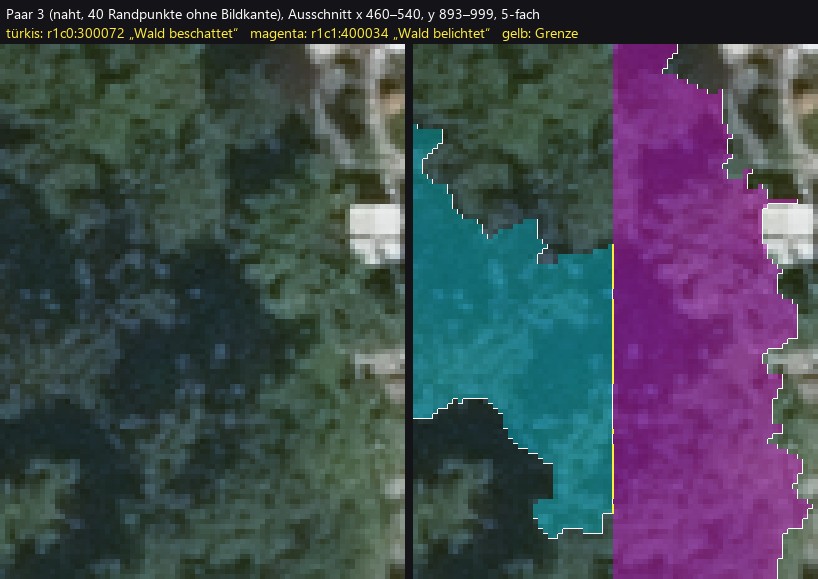 Paar 3 (naht, 40 Randpunkte ohne Bildkante), Ausschnitt x 460–540, y 893–999, 5-fach
türkis: r1c0:300072 „Wald beschattet“   magenta: r1c1:400034 „Wald belichtet“   gelb: Grenze